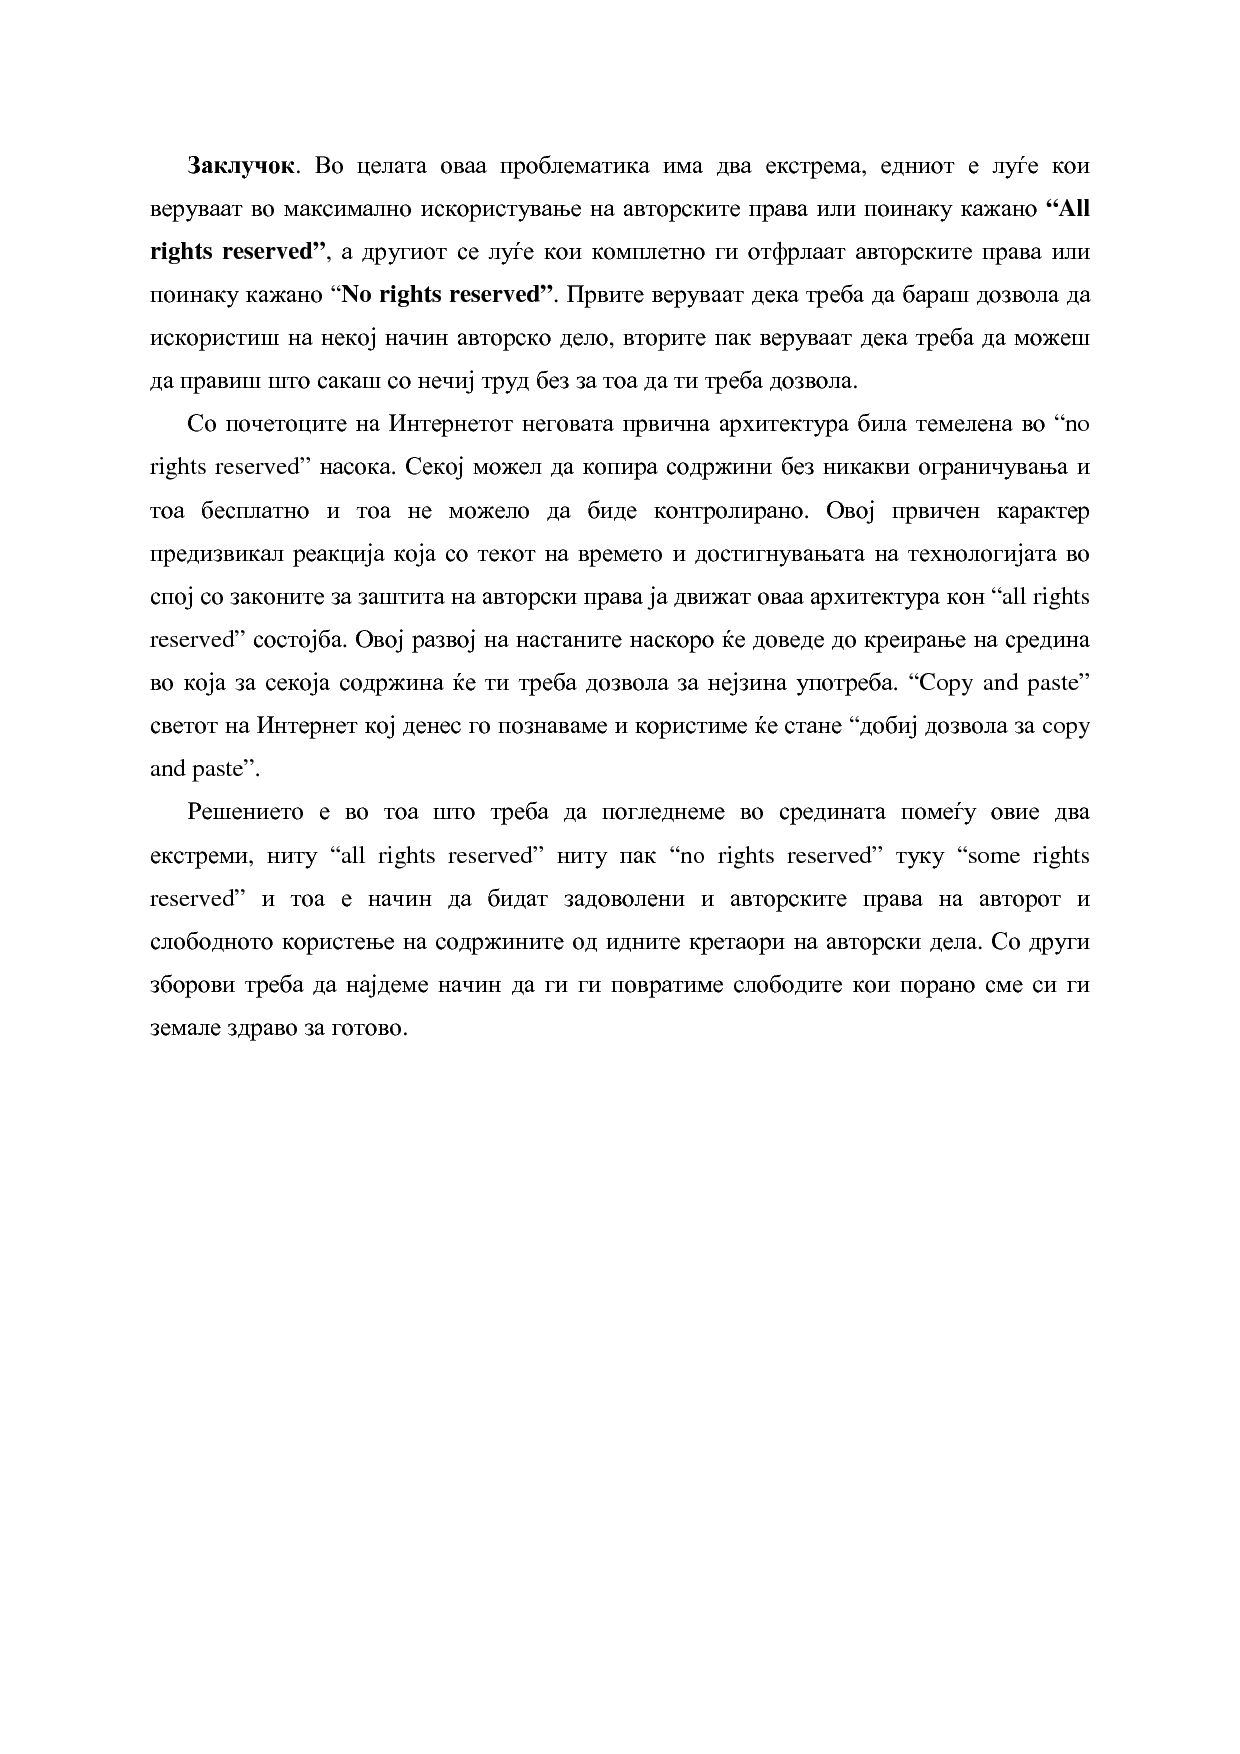 Заклучок. Во целата оваа проблематика има два екстрема, едниот е луѓе кои
веруваат во максимално искористување на авторските права или поинаку кажано “All
rights reserved”, а другиот се луѓе кои комплетно ги отфрлаат авторските права или
поинаку кажано “No rights reserved”. Првите веруваат дека треба да бараш дозвола да
искористиш на некој начин авторско дело, вторите пак веруваат дека треба да можеш
да правиш што сакаш со нечиј труд без за тоа да ти треба дозвола.
Со почетоците на Интернетот неговата првична архитектура била темелена во “no
rights reserved” насока. Секој можел да копира содржини без никакви ограничувања и
тоа бесплатно и тоа не можело да биде контролирано. Овој првичен карактер
предизвикал реакција која со текот на времето и достигнувањата на технологијата во
спој со законите за заштита на авторски права ја движат оваа архитектура кон “all rights
reserved” состојба. Овој развој на настаните наскоро ќе доведе до креирање на средина
во која за секоја содржина ќе ти треба дозвола за нејзина употреба. “Copy and paste”
светот на Интернет кој денес го познаваме и користиме ќе стане “добиј дозвола за copy
and paste”.
Решението е во тоа што треба да погледнеме во средината помеѓу овие два
екстреми, ниту “all rights reserved” ниту пак “no rights reserved” туку “some rights
reserved” и тоа е начин да бидат задоволени и авторските права на авторот и
слободното користење на содржините од идните кретаори на авторски дела. Со други
зборови треба да најдеме начин да ги ги повратиме слободите кои порано сме си ги
земале здраво за готово.